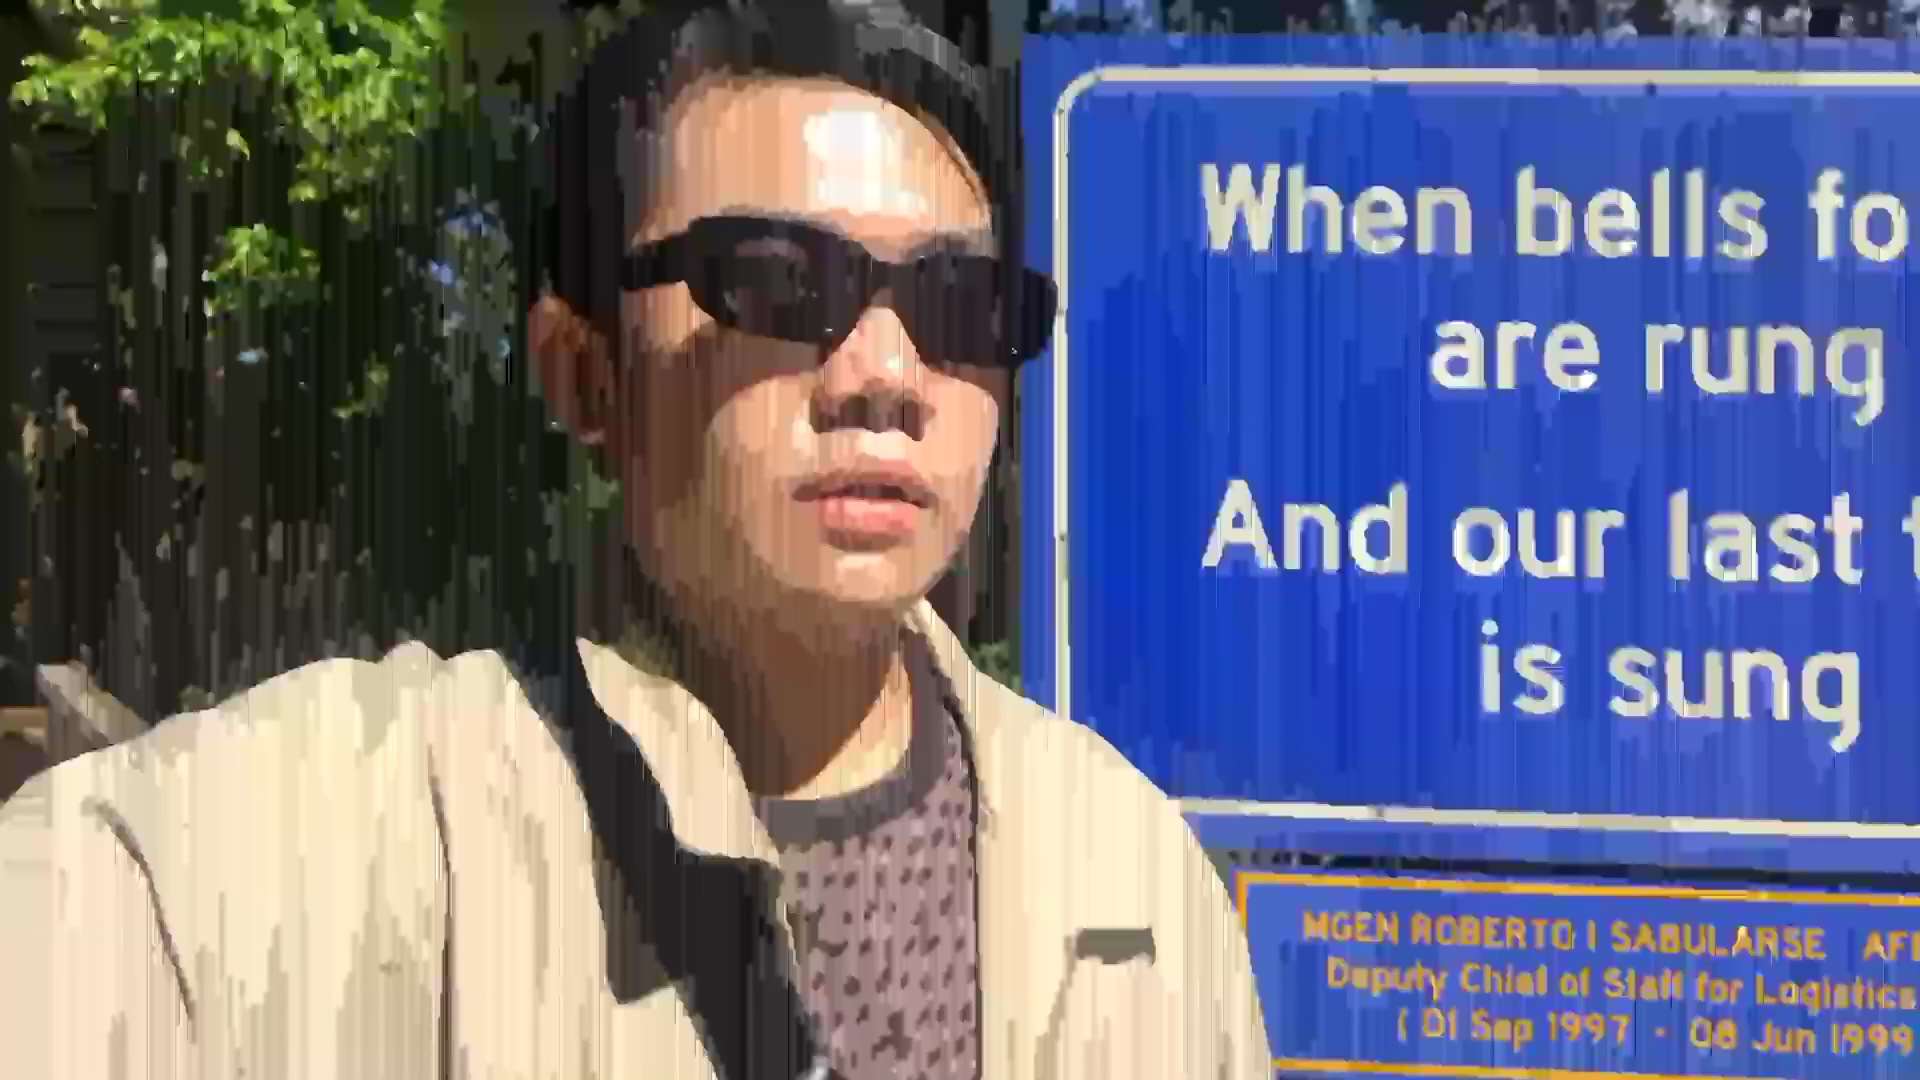 When bells fo
are rung
And our last t
is sung
MGEN ROBERTO I SABULARSE AFP
Deputy Chief of Staff for Logistics
( 01 Sep 1997 - 08 Jun 1999